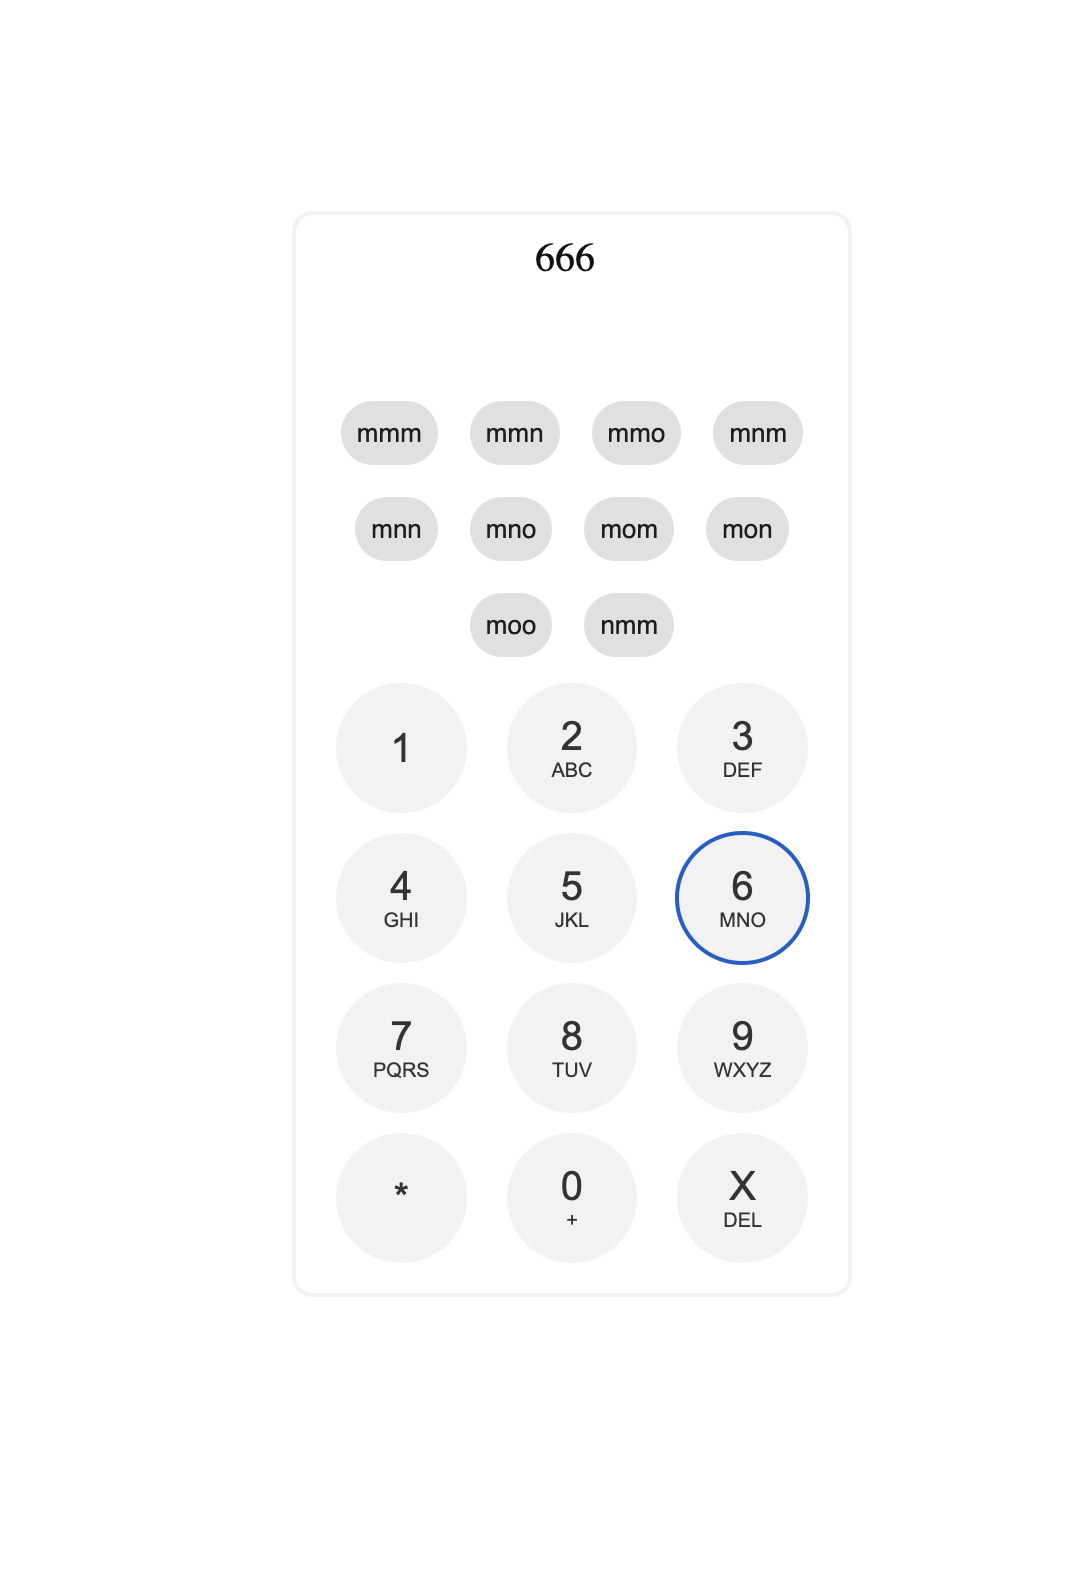 666
mmm mmn mmo mnm
mnn mno mom mon
moo nmm
1 2 3
ABC DEF
4 5 6
GHI JKL MNO
7 8 9
PQRS TUV WXYZ
* 0 X
+ DEL